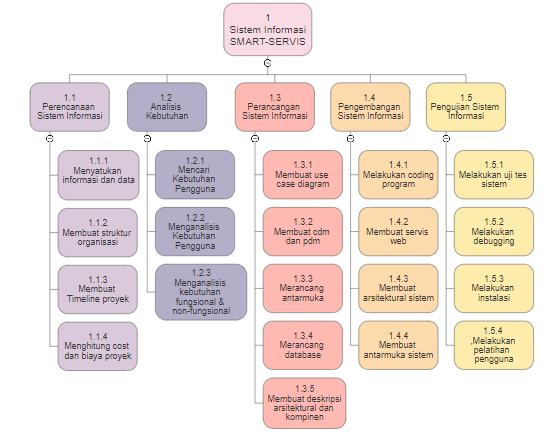 1
Sistem Informasi
SMART-SERVIS
1.1
Perencanaan
Sistem Informasi
1.2
Analisis
Kebutuhan
1.3
Perancangan
Sistem Informasi
1.4
Pengembangan
Sistem Informasi
1.5
Pengujian Sistem
Informasi
1.1.1
Menyatukan
informasi dan data
1.1.2
Membuat struktur
organisasi
1.1.3
Membuat
Timeline proyek
1.1.4
Menghitung cost
dan biaya proyek
1.2.1
Mencari
Kebutuhan
Pengguna
1.2.2
Menganalisis
Kebutuhan
Pengguna
1.2.3
Menganalisis
kebutuhan
fungsional &
non-fungsional
1.3.1
Membuat use
case diagram
1.3.2
Membuat cdm
dan pdm
1.3.3
Merancang
antarmuka
1.3.4
Merancang
database
1.3.5
Membuat deskripsi
arsitektural dan
kompinen
1.4.1
Melakukan coding
program
1.4.2
Membuat servis
web
1.4.3
Membuat
arsitektural sistem
1.4.4
Membuat
antarmuka sistem
1.5.1
Melakukan uji tes
sistem
1.5.2
Melakukan
debugging
1.5.3
Melakukan
instalasi
1.5.4
,Melakukan
pelatihan
pengguna